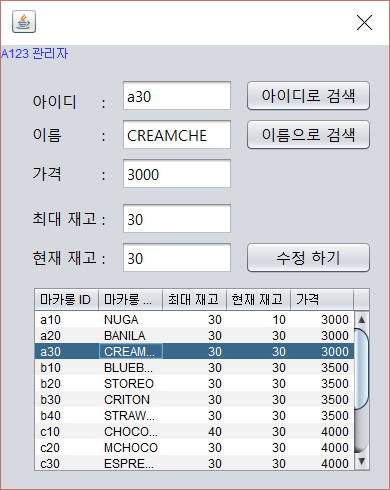 A123 관리자
아이디 : a30 아이디로 검색
이름 : CREAMCHE 이름으로 검색
가격 : 3000
최대 재고 : 30
현재 재고 : 30 수정 하기
마카롱 ID 마카롱 ... 최대 재고 현재 재고 가격
a10 NUGA 30 10 3000
a20 BANILA 30 30 3000
a30 CREAM... 30 30 3000
b10 BLUEB... 30 30 3500
b20 STOREO 30 30 3500
b30 CRITON 30 30 3500
b40 STRAW... 30 30 3500
c10 CHOCO... 40 30 4000
c20 MCHOCO 30 30 4000
c30 ESPRE... 30 30 4000